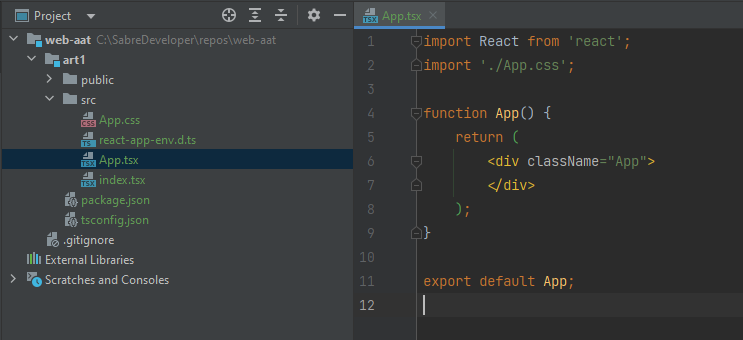 Project
web-aat C:\SabreDeveloper\repos\web-aat
art1
public
src
App.css
react-app-env.d.ts
App.tsx
index.tsx
package.json
tsconfig.json
.gitignore
External Libraries
Scratches and Consoles
App.tsx
1 import React from 'react';
2 import './App.css';
3
4 function App() {
5 return (
6 <div className="App">
7 </div>
8 );
9 }
10
11 export default App;
12